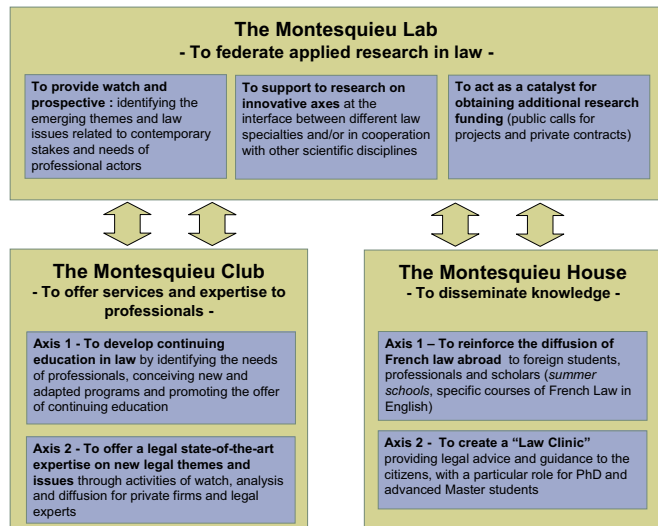 The Montesquieu Lab
- To federate applied research in law -
To provide watch and
prospective : identifying the
emerging themes and law
issues related to contemporary
stakes and needs of
professional actors
To support to research on
innovative axes at the
interface between different law
specialties and/or in cooperation
with other scientific disciplines
To act as a catalyst for
obtaining additional research
funding (public calls for
projects and private contracts)
The Montesquieu Club
- To offer services and expertise to
professionals -
Axis 1 - To develop continuing
education in law by identifying the needs
of professionals, conceiving new and
adapted programs and promoting the offer
of continuing education
Axis 2 - To offer a legal state-of-the-art
expertise on new legal themes and
issues through activities of watch, analysis
and diffusion for private firms and legal
experts
The Montesquieu House
- To disseminate knowledge -
Axis 1 – To reinforce the diffusion of
French law abroad to foreign students,
professionals and scholars (summer
schools, specific courses of French Law in
English)
Axis 2 - To create a “Law Clinic”
providing legal advice and guidance to the
citizens, with a particular role for PhD and
advanced Master students